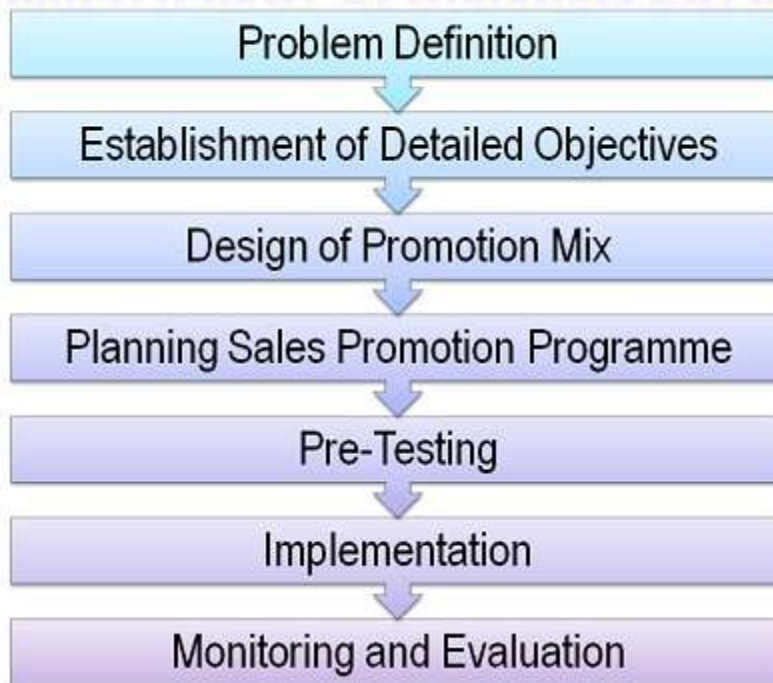 Problem Definition
Establishment of Detailed Objectives
Design of Promotion Mix
Planning Sales Promotion Programme
Pre-Testing
Implementation
Monitoring and Evaluation